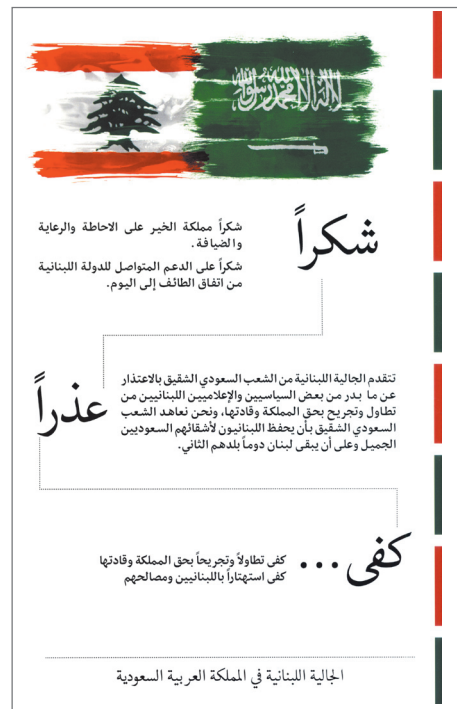 لا إله إلا الله محمد رسول الله
شكراً
شكراً مملكة الخير على الاحاطة والرعاية
والضيافة.
شكراً على الدعم المتواصل للدولة اللبنانية
من اتفاق الطائف إلى اليوم.
عذراً
تتقدم الجالية اللبنانية من الشعب السعودي الشقيق بالاعتذار
عن ما بدر من بعض السياسيين والإعلاميين اللبنانيين من
تطاول وتجريح بحق المملكة وقادتها، ونحن نعاهد الشعب
السعودي الشقيق بأن يحفظ اللبنانيون لأشقائهم السعوديين
الجميل وعلى أن يبقى لبنان دوماً بلدهم الثاني.
كفى...
كفى تطاولاً وتجريحاً بحق المملكة وقادتها
كفى استهتاراً باللبنانيين ومصالحهم
الجالية اللبنانية في المملكة العربية السعودية